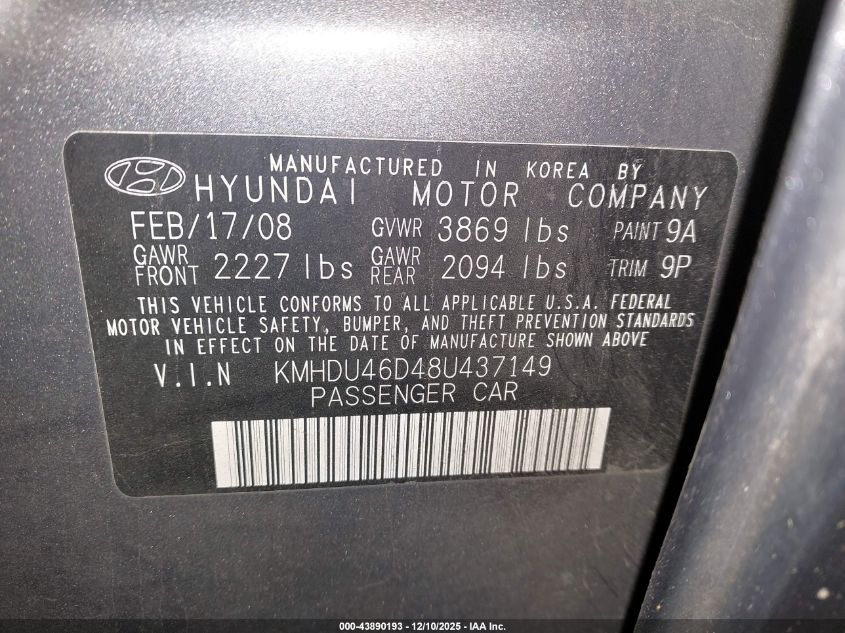 MANUFACTURED IN KOREA BY
HYUNDAI MOTOR COMPANY
FEB/17/08 GVWR 3869 lbs PAINT 9A
GAWR FRONT 2227 lbs GAWR REAR 2094 lbs TRIM 9P
THIS VEHICLE CONFORMS TO ALL APPLICABLE U.S.A. FEDERAL
MOTOR VEHICLE SAFETY, BUMPER, AND THEFT PREVENTION STANDARDS
IN EFFECT ON THE DATE OF MANUFACTURE SHOWN ABOVE
V.I.N KMHDU46D48U437149
PASSENGER CAR
000-43890193 - 12/10/2025 - IAA Inc.